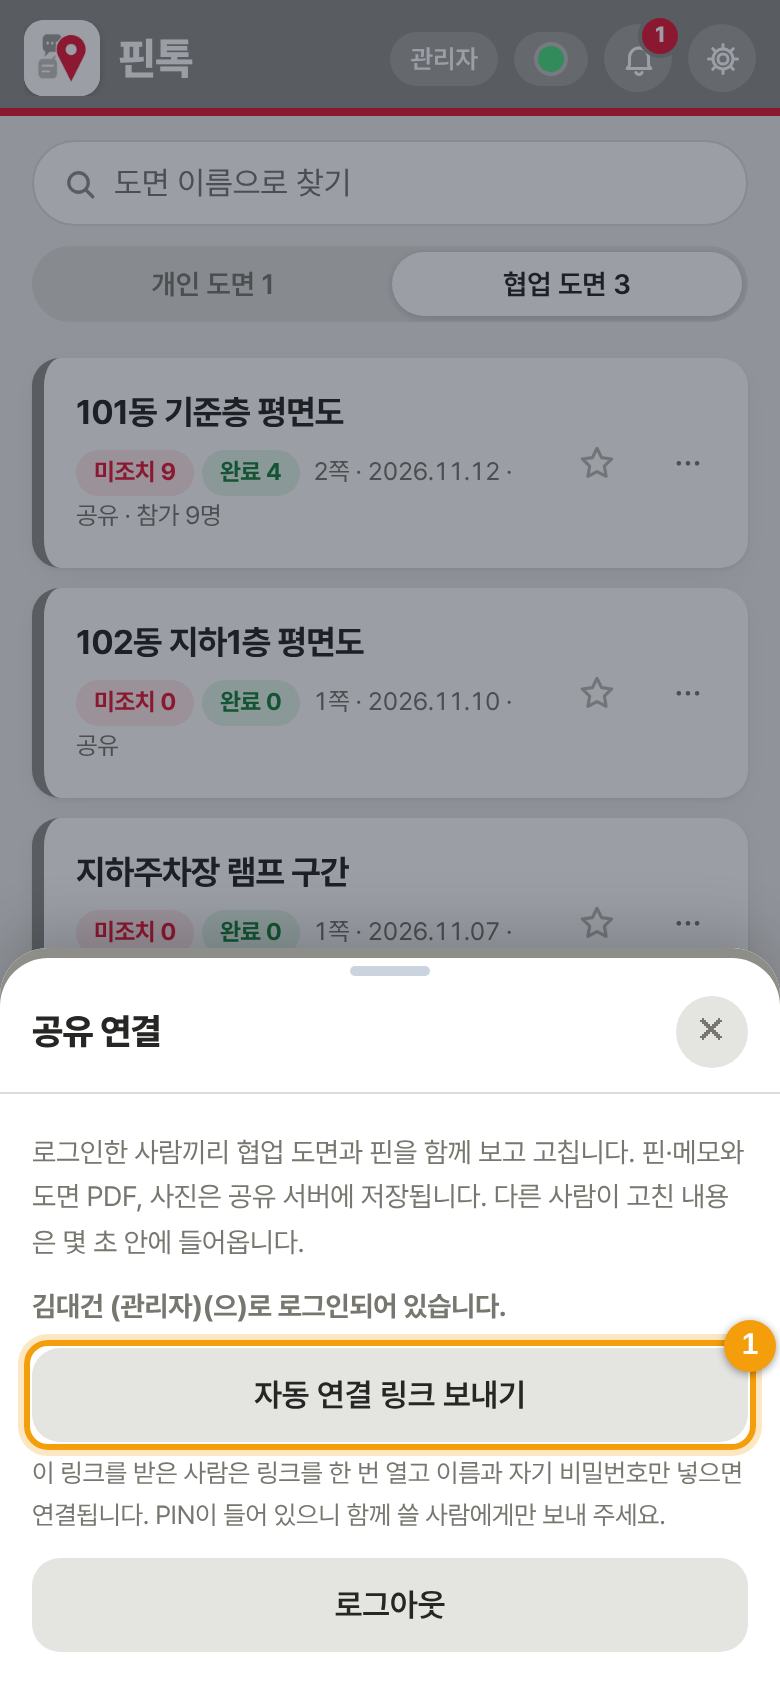 핀톡
관리자
1
도면 이름으로 찾기
개인 도면 1
협업 도면 3
101동 기준층 평면도
미조치 9 완료 4 2쪽 · 2026.11.12 ·
공유 · 참가 9명
102동 지하1층 평면도
미조치 0 완료 0 1쪽 · 2026.11.10 ·
공유
지하주차장 램프 구간
미조치 0 완료 0 1쪽 · 2026.11.07 ·
공유 연결
로그인한 사람끼리 협업 도면과 핀을 함께 보고 고칩니다. 핀·메모와
도면 PDF, 사진은 공유 서버에 저장됩니다. 다른 사람이 고친 내용
은 몇 초 안에 들어옵니다.
김대건 (관리자)(으)로 로그인되어 있습니다.
1
자동 연결 링크 보내기
이 링크를 받은 사람은 링크를 한 번 열고 이름과 자기 비밀번호만 넣으면
연결됩니다. PIN이 들어 있으니 함께 쓸 사람에게만 보내 주세요.
로그아웃